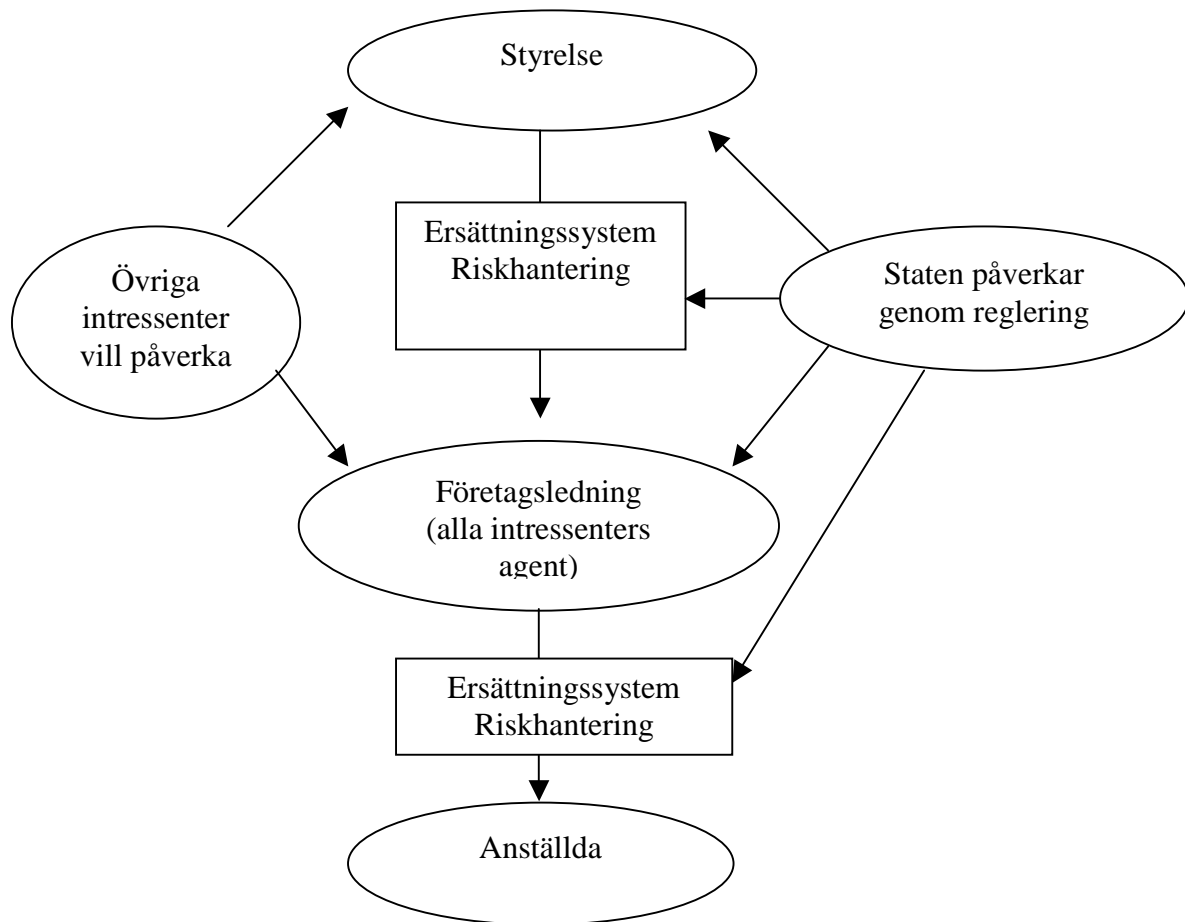 Styrelse
Ersättningssystem
Riskhantering
Övriga
intressenter
vill påverka
Staten påverkar
genom reglering
Företagsledning
(alla intressenters
agent)
Ersättningssystem
Riskhantering
Anställda